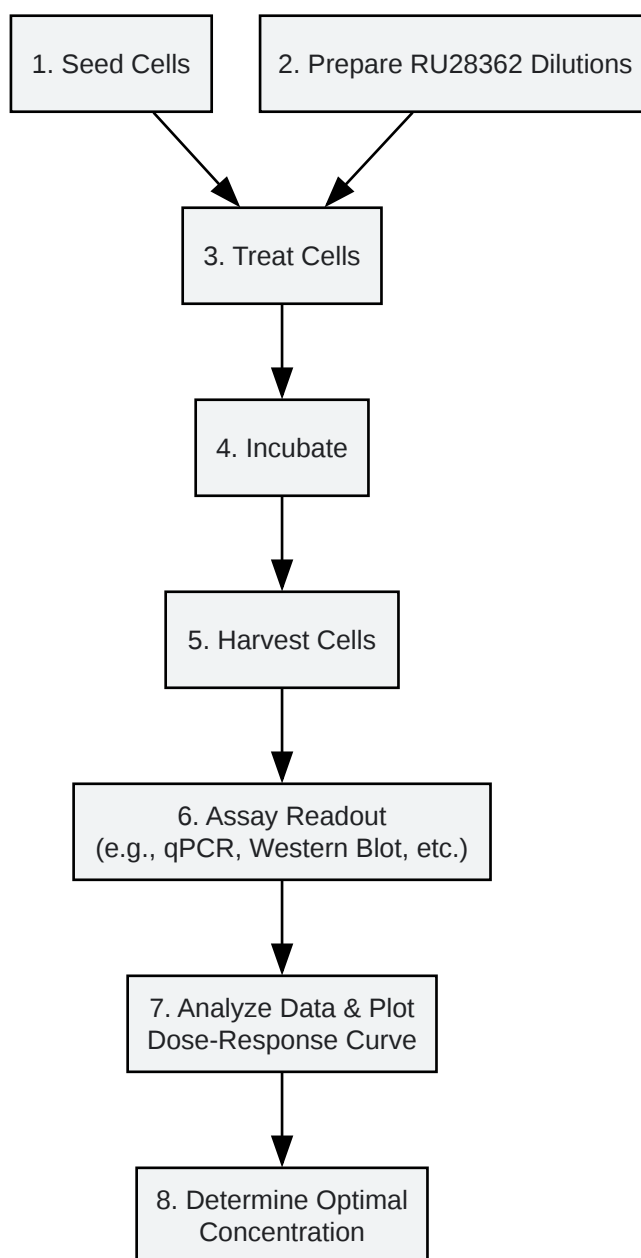 1. Seed Cells
2. Prepare RU28362 Dilutions
3. Treat Cells
4. Incubate
5. Harvest Cells
6. Assay Readout
(e.g., qPCR, Western Blot, etc.)
7. Analyze Data & Plot
Dose-Response Curve
8. Determine Optimal
Concentration